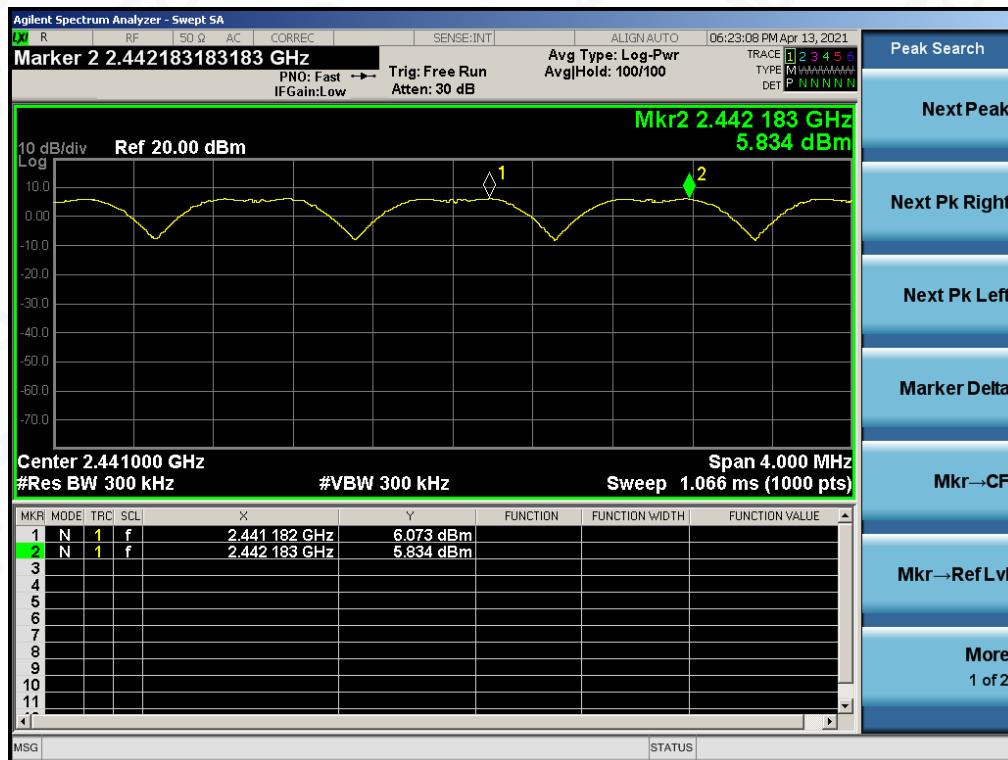 Agilent Spectrum Analyzer - Swept SA
LXI R RF 50 Ω AC CORREC SENSE:INT ALIGN AUTO 06:23:08 PM Apr 13, 2021
Marker 2 2.442183183183 GHz
PNO: Fast
IFGain:Low
Trig: Free Run
Atten: 30 dB
Avg Type: Log-Pwr
Avg|Hold: 100/100
TRACE 1 2 3 4 5 6
TYPE M
DET P N N N N N
Mkr2 2.442 183 GHz
5.834 dBm
10 dB/div Ref 20.00 dBm
Log
10.0
0.00
-10.0
-20.0
-30.0
-40.0
-50.0
-60.0
-70.0
1
2
Center 2.441000 GHz Span 4.000 MHz
#Res BW 300 kHz #VBW 300 kHz Sweep 1.066 ms (1000 pts)
MKR MODE TRC SCL X Y FUNCTION FUNCTION WIDTH FUNCTION VALUE
1 N 1 f 2.441 182 GHz 6.073 dBm
2 N 1 f 2.442 183 GHz 5.834 dBm
3
4
5
6
7
8
9
10
11
MSG STATUS
Peak Search
Next Peak
Next Pk Right
Next Pk Left
Marker Delta
Mkr→CF
Mkr→Ref Lvl
More
1 of 2